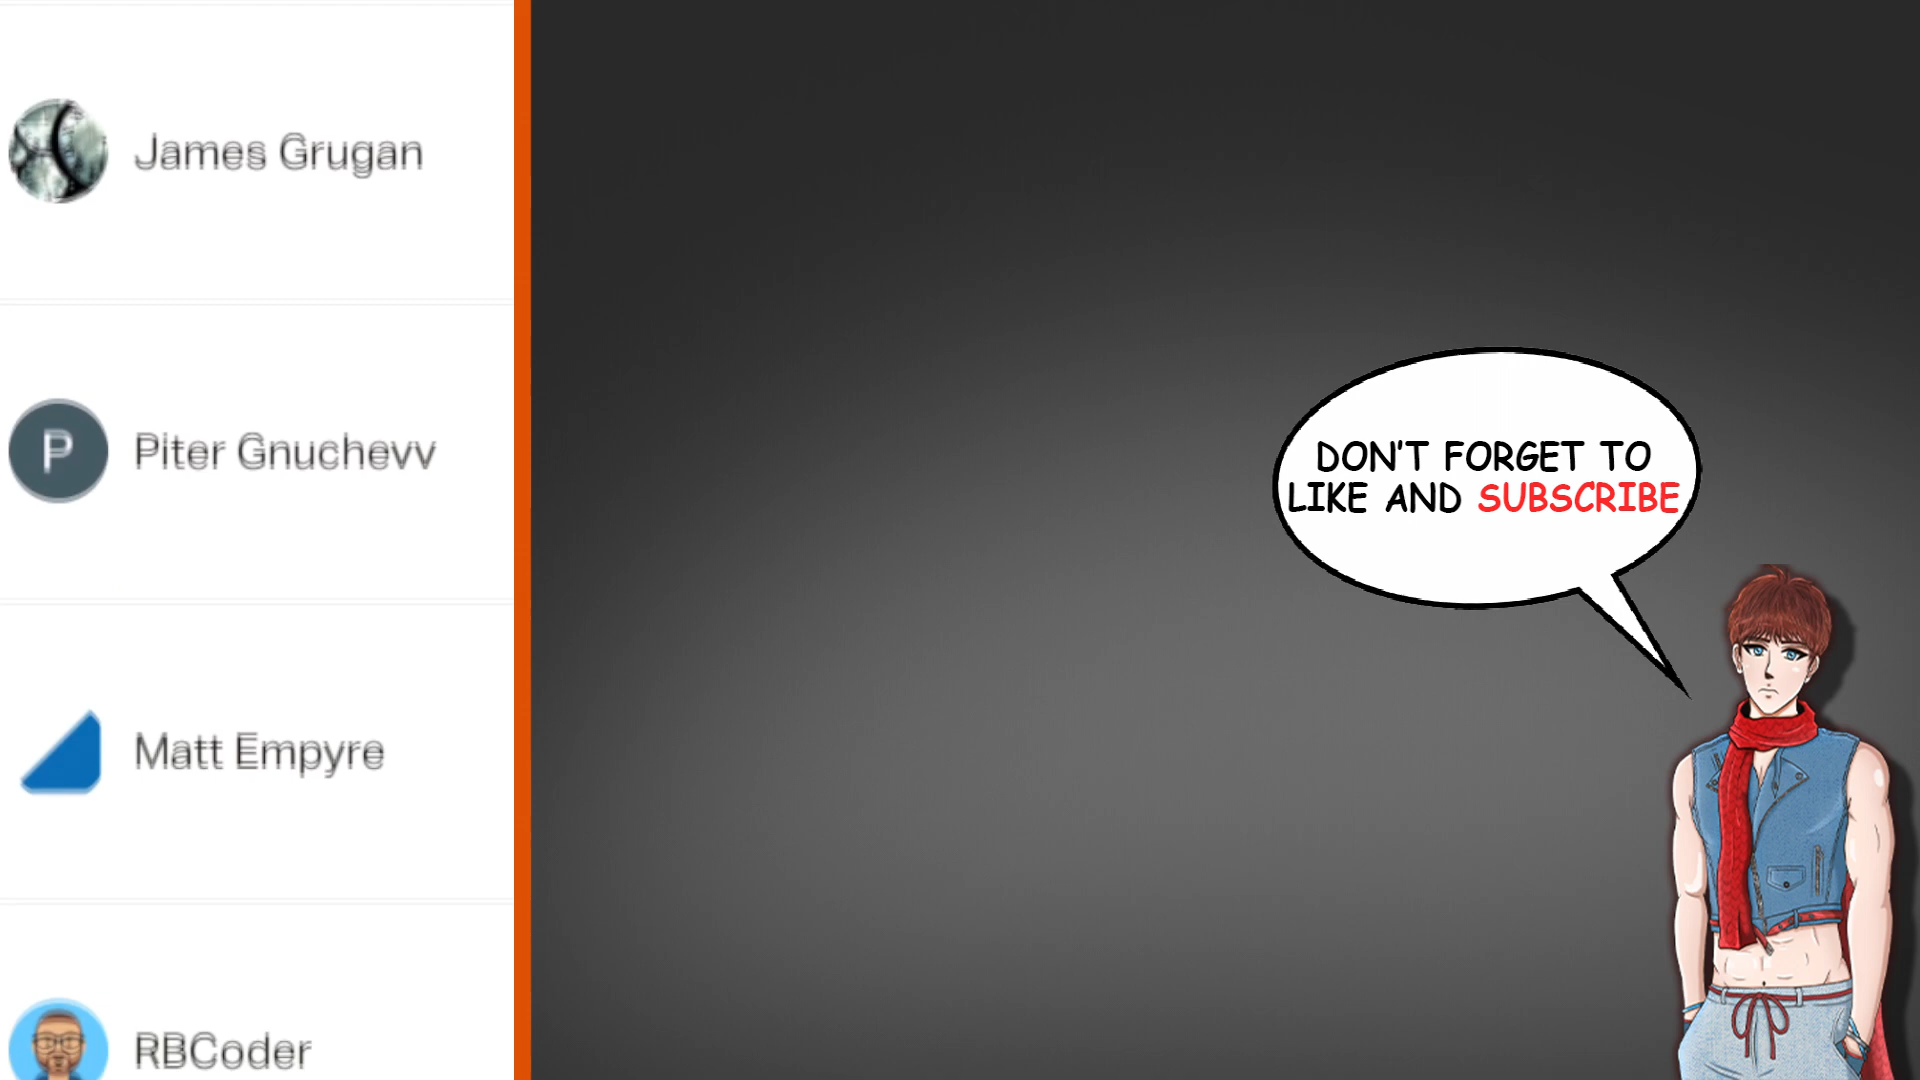 James Grugan
P
Piter Gnuchevv
Matt Empyre
RBCoder
DON'T FORGET TO
LIKE AND SUBSCRIBE